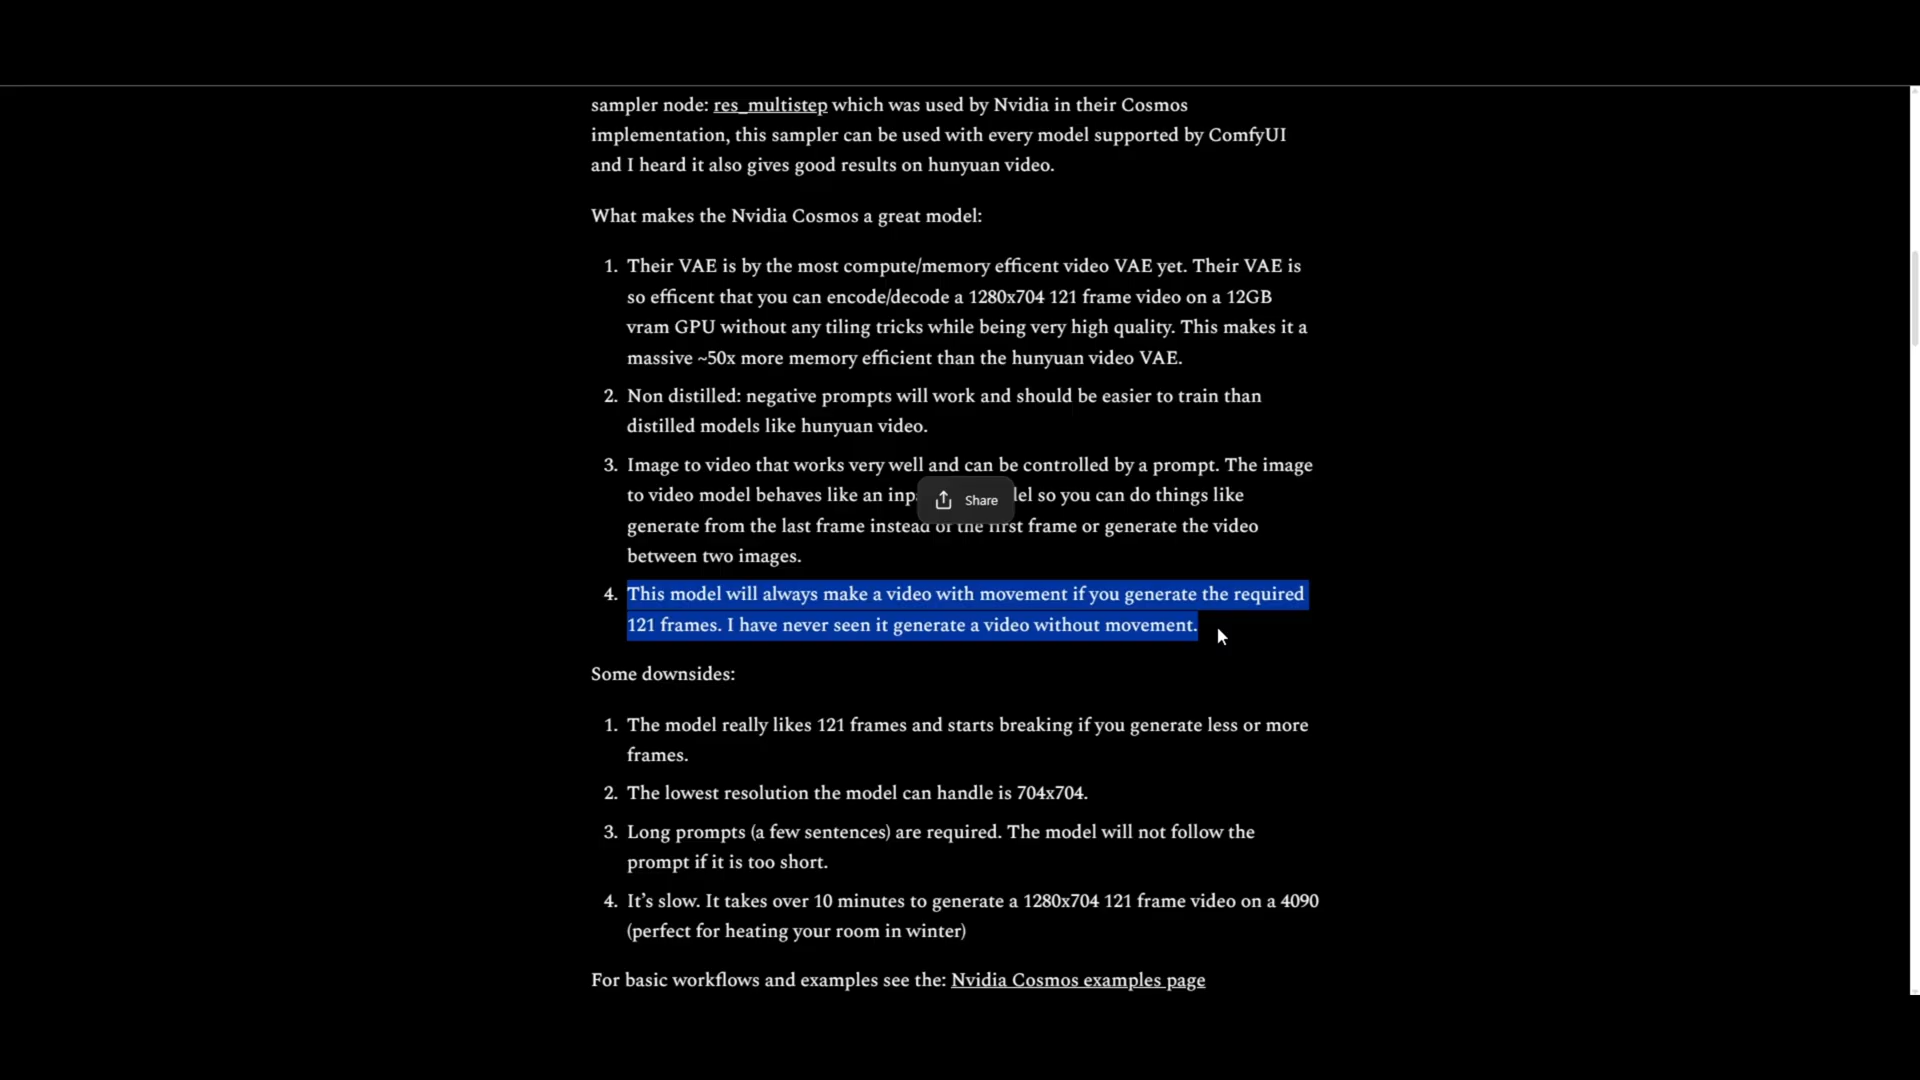 sampler node: res_multistep which was used by Nvidia in their Cosmos
implementation, this sampler can be used with every model supported by ComfyUI
and I heard it also gives good results on hunyuan video.
What makes the Nvidia Cosmos a great model:
1. Their VAE is by the most compute/memory efficent video VAE yet. Their VAE is
so efficent that you can encode/decode a 1280x704 121 frame video on a 12GB
vram GPU without any tiling tricks while being very high quality. This makes it a
massive ~50x more memory efficient than the hunyuan video VAE.
2. Non distilled: negative prompts will work and should be easier to train than
distilled models like hunyuan video.
3. Image to video that works very well and can be controlled by a prompt. The image
to video model behaves like an inp Share el so you can do things like
generate from the last frame instead of the first frame or generate the video
between two images.
4. This model will always make a video with movement if you generate the required
121 frames. I have never seen it generate a video without movement.
Some downsides:
1. The model really likes 121 frames and starts breaking if you generate less or more
frames.
2. The lowest resolution the model can handle is 704x704.
3. Long prompts (a few sentences) are required. The model will not follow the
prompt if it is too short.
4. It’s slow. It takes over 10 minutes to generate a 1280x704 121 frame video on a 4090
(perfect for heating your room in winter)
For basic workflows and examples see the: Nvidia Cosmos examples page